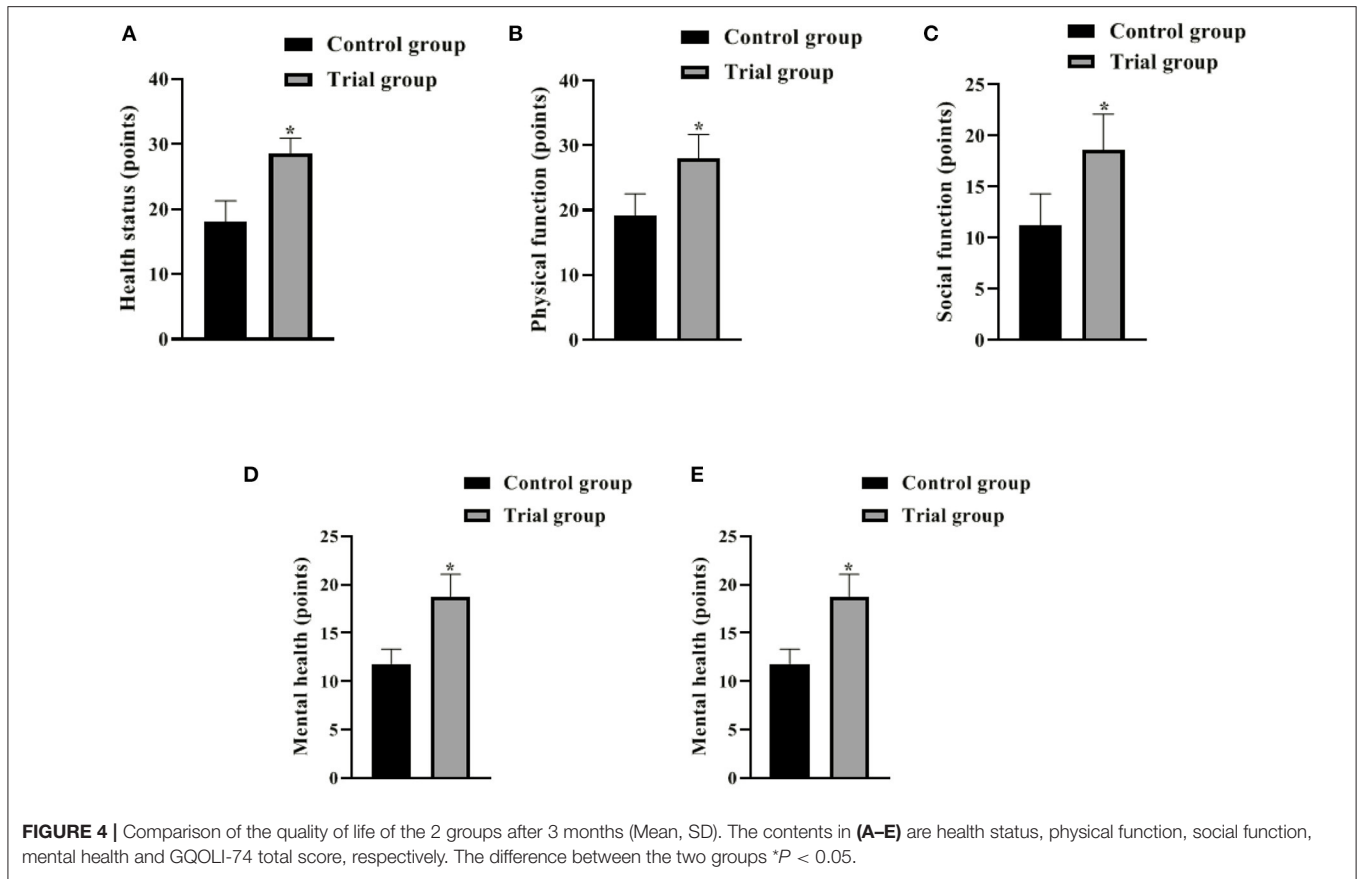 A
Control group
Trial group
Health status (points)
40
30
20
10
0
*
B
Control group
Trial group
Physical function (points)
40
30
20
10
0
*
C
Control group
Trial group
Social function (points)
25
20
15
10
5
0
*
D
Control group
Trial group
Mental health (points)
25
20
15
10
5
0
*
E
Control group
Trial group
Mental health (points)
25
20
15
10
5
0
*
FIGURE 4 | Comparison of the quality of life of the 2 groups after 3 months (Mean, SD). The contents in (A–E) are health status, physical function, social function,
mental health and GQOLI-74 total score, respectively. The difference between the two groups *P < 0.05.